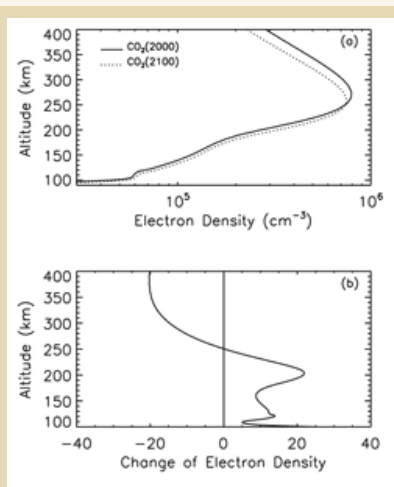 400
(a)
CO₂(2000)
CO₂(2100)
350
300
250
200
150
100
Altitude (km)
10⁵
10⁶
Electron Density (cm⁻³)
400
(b)
350
300
250
200
150
100
Altitude (km)
−40
−20
0
20
40
Change of Electron Density